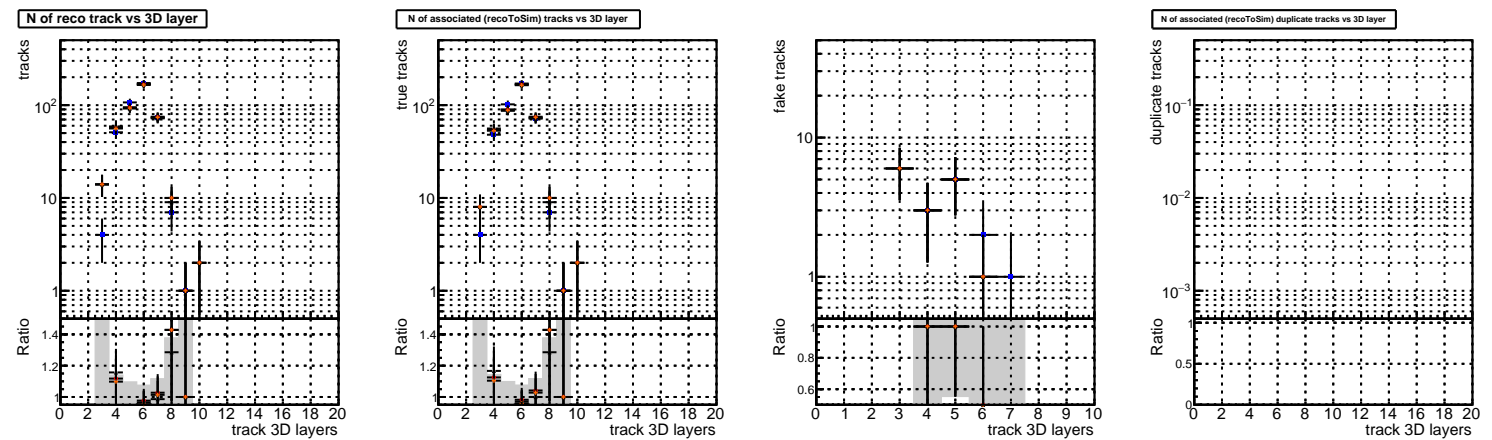 N of reco track vs 3D layer
tracks
10²
10
1
Ratio
1.4
1.2
1
0 2 4 6 8 10 12 14 16 18 20
track 3D layers
N of associated (recoToSim) tracks vs 3D layer
true tracks
10²
10
1
Ratio
1.4
1.2
1
0 2 4 6 8 10 12 14 16 18 20
track 3D layers
fake tracks
10
1
Ratio
1
0.8
0.6
0 1 2 3 4 5 6 7 8 9 10
track 3D layers
N of associated (recoToSim) duplicate tracks vs 3D layer
duplicate tracks
10⁻¹
10⁻²
10⁻³
Ratio
1
0.5
0
0 2 4 6 8 10 12 14 16 18 20
track 3D layers